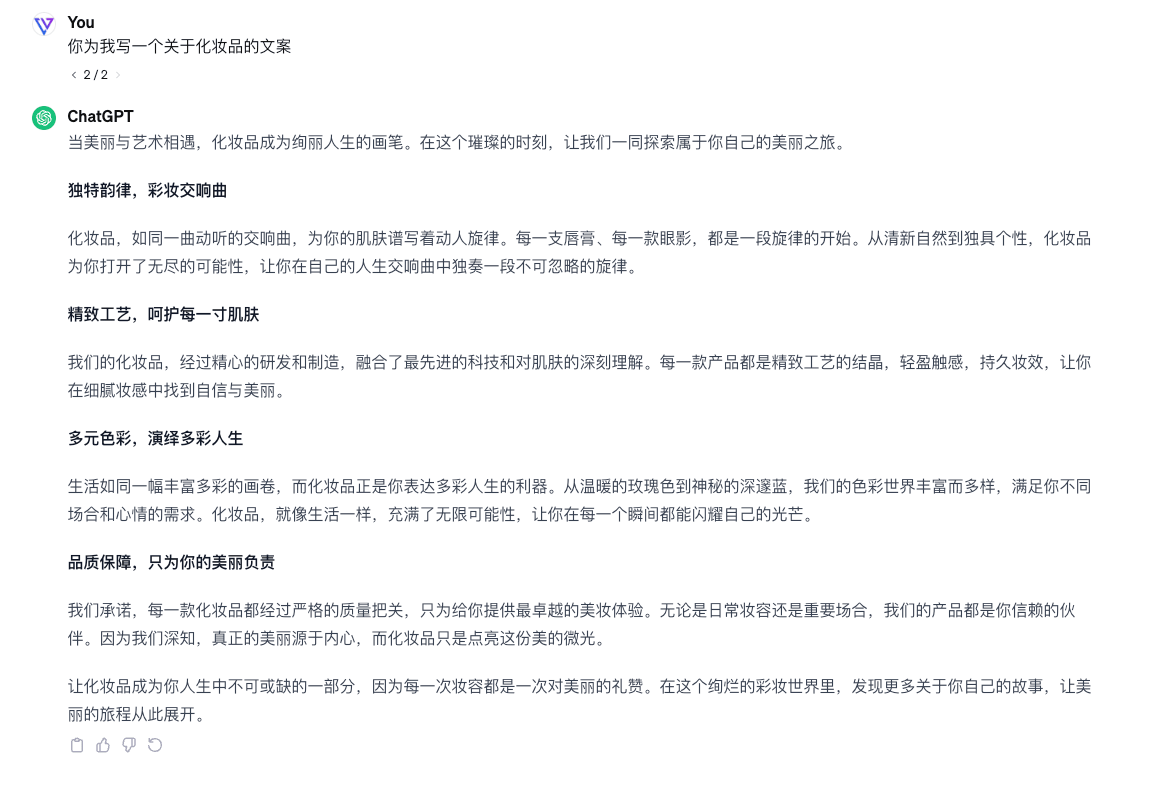 You
你为我写一个关于化妆品的文案
< 2 / 2 >
ChatGPT
当美丽与艺术相遇，化妆品成为绚丽人生的画笔。在这个璀璨的时刻，让我们一同探索属于你自己的美丽之旅。
独特韵律，彩妆交响曲
化妆品，如同一曲动听的交响曲，为你的肌肤谱写着动人旋律。每一支唇膏、每一款眼影，都是一段旋律的开始。从清新自然到独具个性，化妆品
为你打开了无尽的可能性，让你在自己的人生交响曲中独奏一段不可忽略的旋律。
精致工艺，呵护每一寸肌肤
我们的化妆品，经过精心的研发和制造，融合了最先进的科技和对肌肤的深刻理解。每一款产品都是精致工艺的结晶，轻盈触感，持久妆效，让你
在细腻妆感中找到自信与美丽。
多元色彩，演绎多彩人生
生活如同一幅丰富多彩的画卷，而化妆品正是你表达多彩人生的利器。从温暖的玫瑰色到神秘的深邃蓝，我们的色彩世界丰富而多样，满足你不同
场合和心情的需求。化妆品，就像生活一样，充满了无限可能性，让你在每一个瞬间都能闪耀自己的光芒。
品质保障，只为你的美丽负责
我们承诺，每一款化妆品都经过严格的质量把关，只为给你提供最卓越的美妆体验。无论是日常妆容还是重要场合，我们的产品都是你信赖的伙
伴。因为我们深知，真正的美丽源于内心，而化妆品只是点亮这份美的微光。
让化妆品成为你人生中不可或缺的一部分，因为每一次妆容都是一次对美丽的礼赞。在这个绚烂的彩妆世界里，发现更多关于你自己的故事，让美
丽的旅程从此展开。